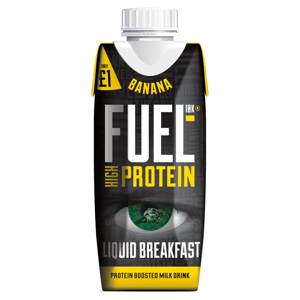 ONLY
£1
BANANA
FUEL
10K
HIGH
PROTEIN
LIQUID BREAKFAST
PROTEIN BOOSTED MILK DRINK